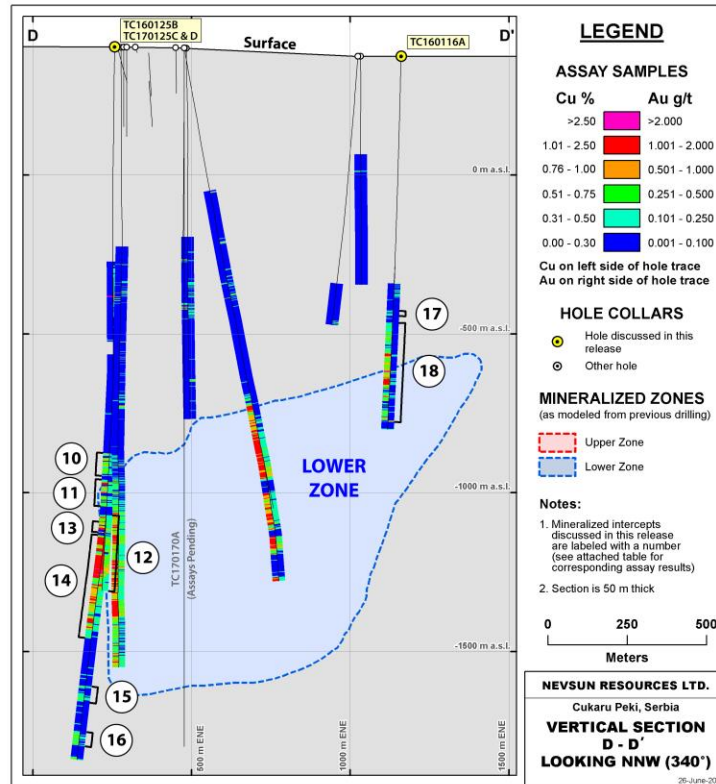 D
TC160125B
TC170125C & D
Surface
TC160116A
D'
0 m a.s.l.
-500 m a.s.l.
-1000 m a.s.l.
-1500 m a.s.l.
17
18
10
11
13
12
14
15
16
LOWER
ZONE
TC170170A
(Assays Pending)
500 m ENE
1000 m ENE
1500 m ENE
LEGEND
ASSAY SAMPLES
Cu % Au g/t
>2.50 >2.000
1.01 - 2.50 1.001 - 2.000
0.76 - 1.00 0.501 - 1.000
0.51 - 0.75 0.251 - 0.500
0.31 - 0.50 0.101 - 0.250
0.00 - 0.30 0.001 - 0.100
Cu on left side of hole trace
Au on right side of hole trace
HOLE COLLARS
Hole discussed in this
release
Other hole
MINERALIZED ZONES
(as modeled from previous drilling)
Upper Zone
Lower Zone
Notes:
1. Mineralized intercepts
discussed in this release
are labeled with a number
(see attached table for
corresponding assay results)
2. Section is 50 m thick
0 250 500
Meters
NEVSUN RESOURCES LTD.
Cukaru Peki, Serbia
VERTICAL SECTION
D - D'
LOOKING NNW (340°)
26-June-20